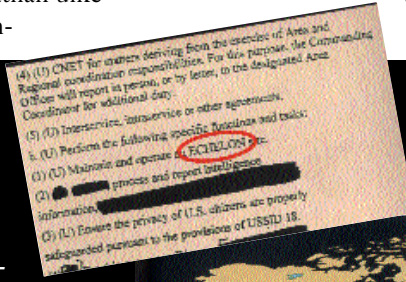 (4) (U) CNET for matters deriving from the exercise of Area and
Regional coordination responsibilities. For this purpose, the Commanding
Officer will report in person, or by letter, to the designated Area
Coordinator for additional duty.
(5) (U) Interservice, intraservice or other agreements.
b. (U) Perform the following specific functions and tasks:
(1) (U) Maintain and operate an ECHELON site.
(2) process and report intelligence
information.
(3) (U) Ensure the privacy of U.S. citizens are properly
safeguarded pursuant to the provisions of USSID 18.